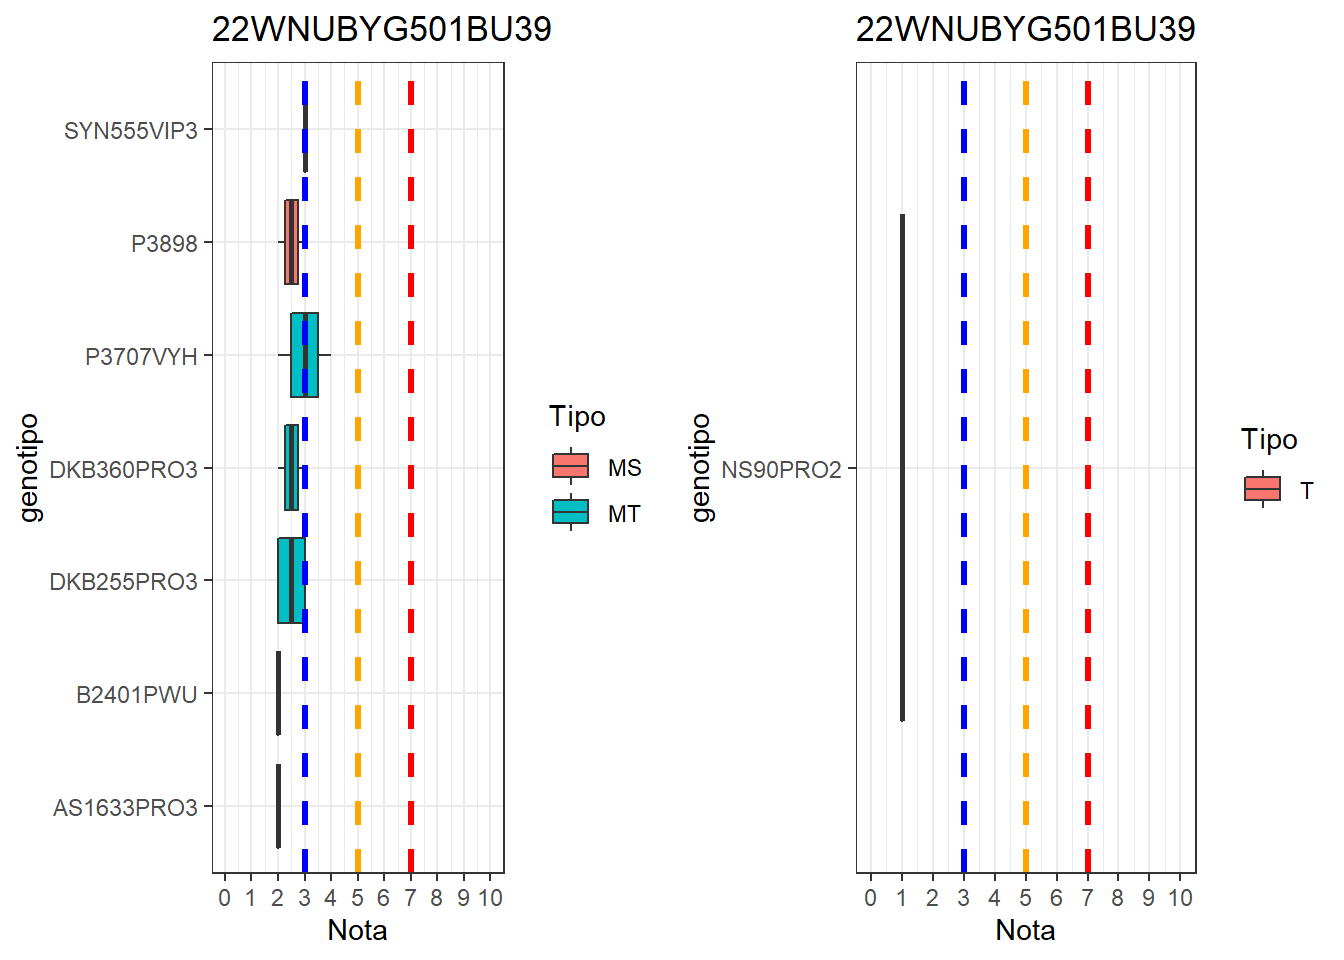 22WNUBYG501BU39
genotipo
SYN555VIP3
P3898
P3707VYH
DKB360PRO3
DKB255PRO3
B2401PWU
AS1633PRO3
0 1 2 3 4 5 6 7 8 9 10
Nota
Tipo
MS
MT
22WNUBYG501BU39
genotipo
NS90PRO2
0 1 2 3 4 5 6 7 8 9 10
Nota
Tipo
T